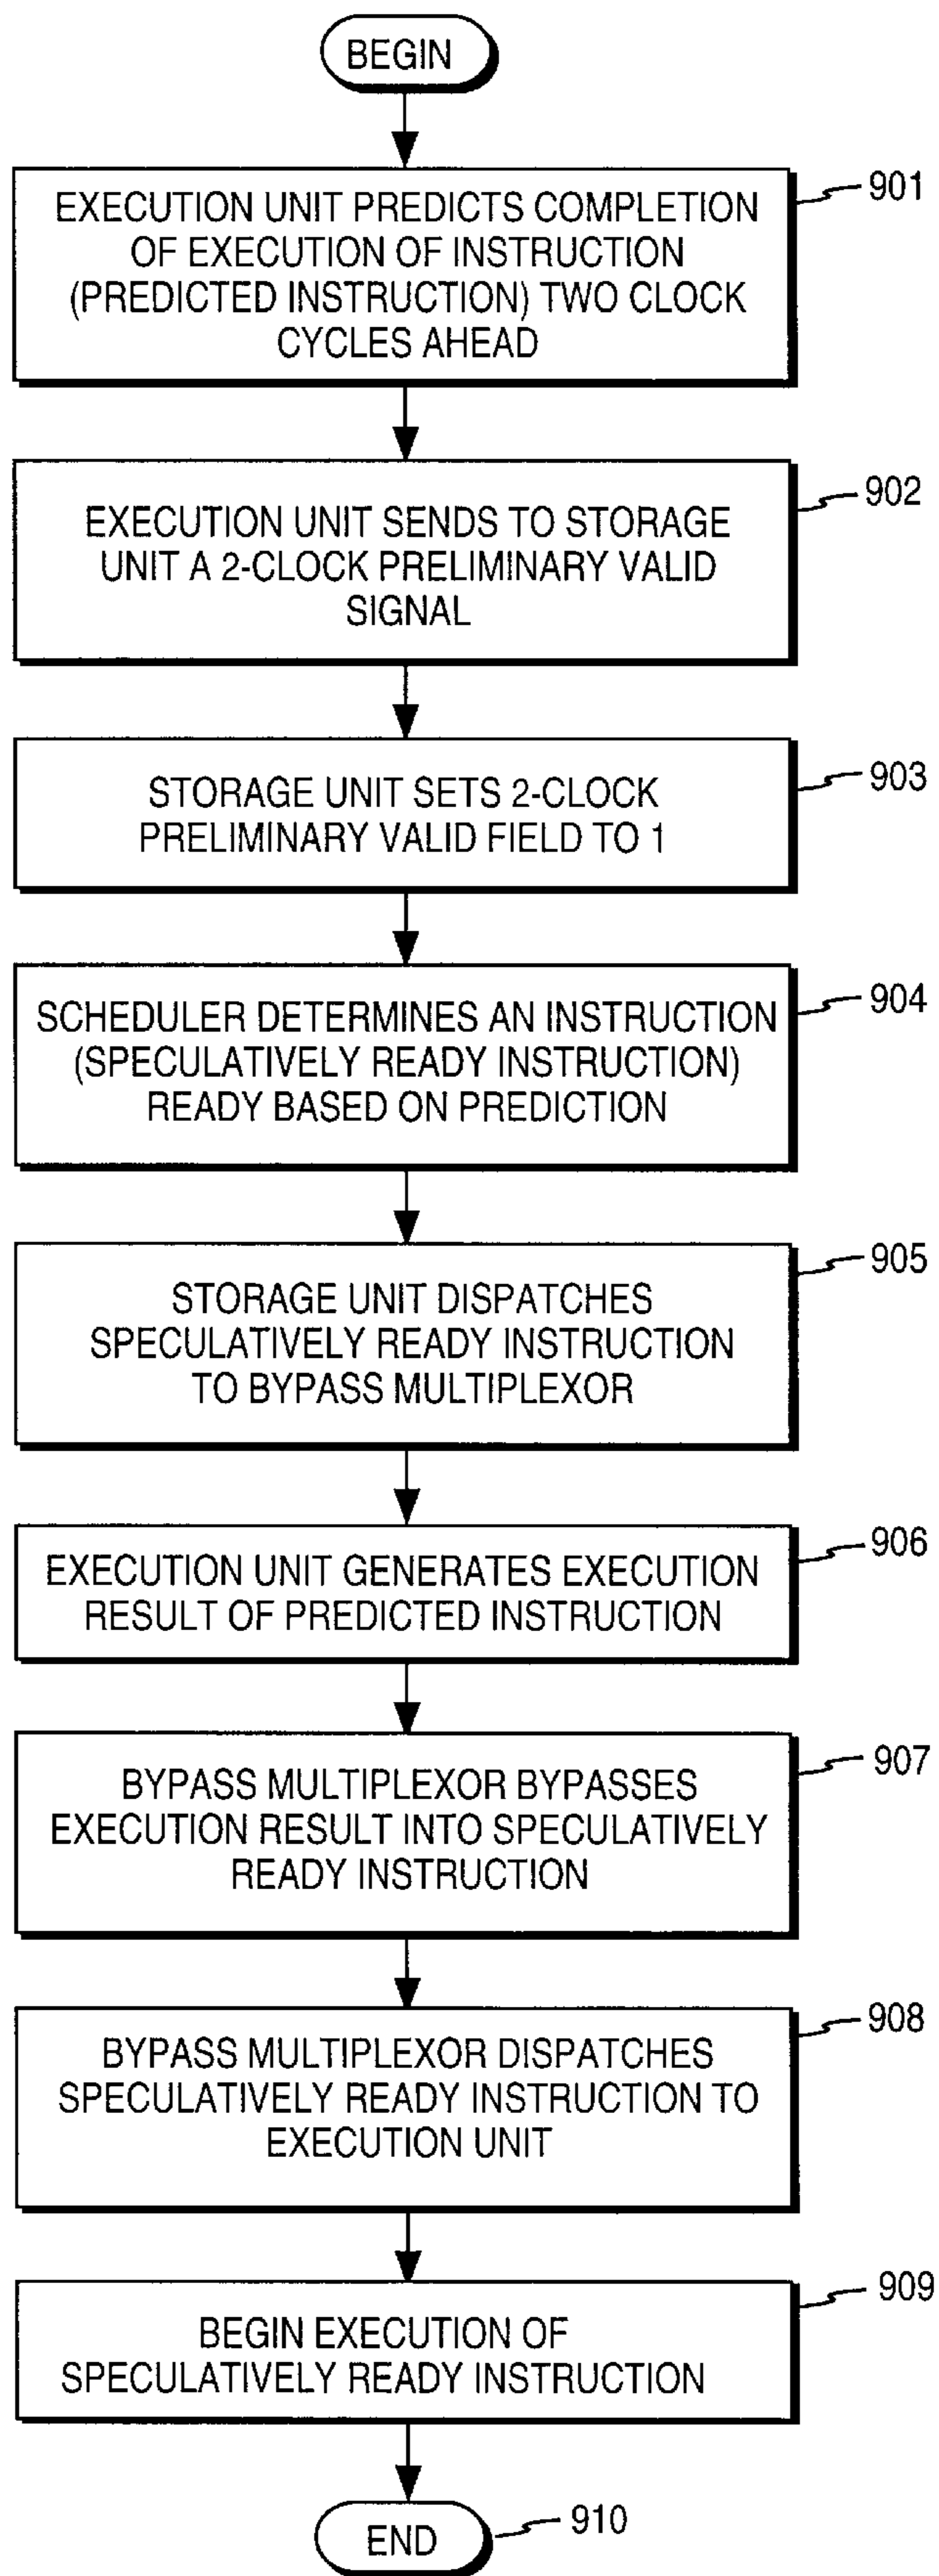 BEGIN
EXECUTION UNIT PREDICTS COMPLETION
OF EXECUTION OF INSTRUCTION
(PREDICTED INSTRUCTION) TWO CLOCK
CYCLES AHEAD
901
EXECUTION UNIT SENDS TO STORAGE
UNIT A 2-CLOCK PRELIMINARY VALID
SIGNAL
902
STORAGE UNIT SETS 2-CLOCK
PRELIMINARY VALID FIELD TO 1
903
SCHEDULER DETERMINES AN INSTRUCTION
(SPECULATIVELY READY INSTRUCTION)
READY BASED ON PREDICTION
904
STORAGE UNIT DISPATCHES
SPECULATIVELY READY INSTRUCTION
TO BYPASS MULTIPLEXOR
905
EXECUTION UNIT GENERATES EXECUTION
RESULT OF PREDICTED INSTRUCTION
906
BYPASS MULTIPLEXOR BYPASSES
EXECUTION RESULT INTO SPECULATIVELY
READY INSTRUCTION
907
BYPASS MULTIPLEXOR DISPATCHES
SPECULATIVELY READY INSTRUCTION TO
EXECUTION UNIT
908
BEGIN EXECUTION OF
SPECULATIVELY READY INSTRUCTION
909
END
910